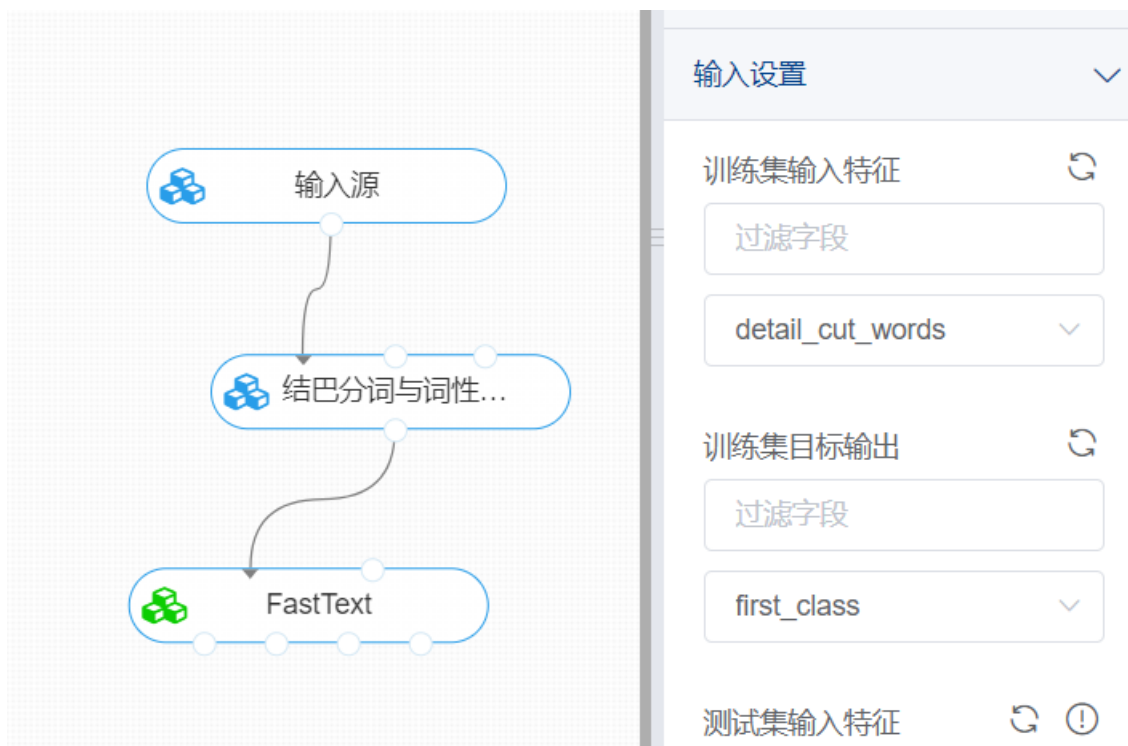 输入源
结巴分词与词性...
FastText
输入设置
训练集输入特征
过滤字段
detail_cut_words
训练集目标输出
过滤字段
first_class
测试集输入特征